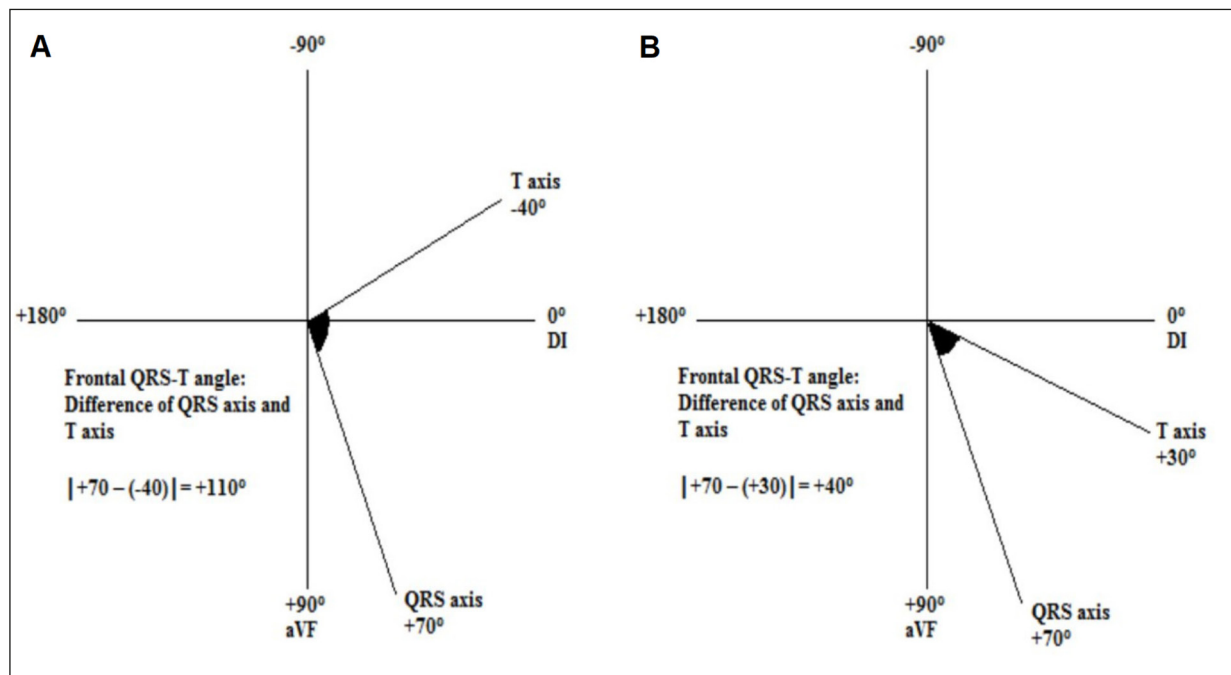 A
-90º
T axis
-40º
+180º
0º
DI
Frontal QRS-T angle:
Difference of QRS axis and
T axis
|+70 – (-40)| = +110º
QRS axis
+70º
+90º
aVF
B
-90º
+180º
0º
DI
Frontal QRS-T angle:
Difference of QRS axis and
T axis
|+70 – (+30)| = +40º
T axis
+30º
QRS axis
+70º
+90º
aVF